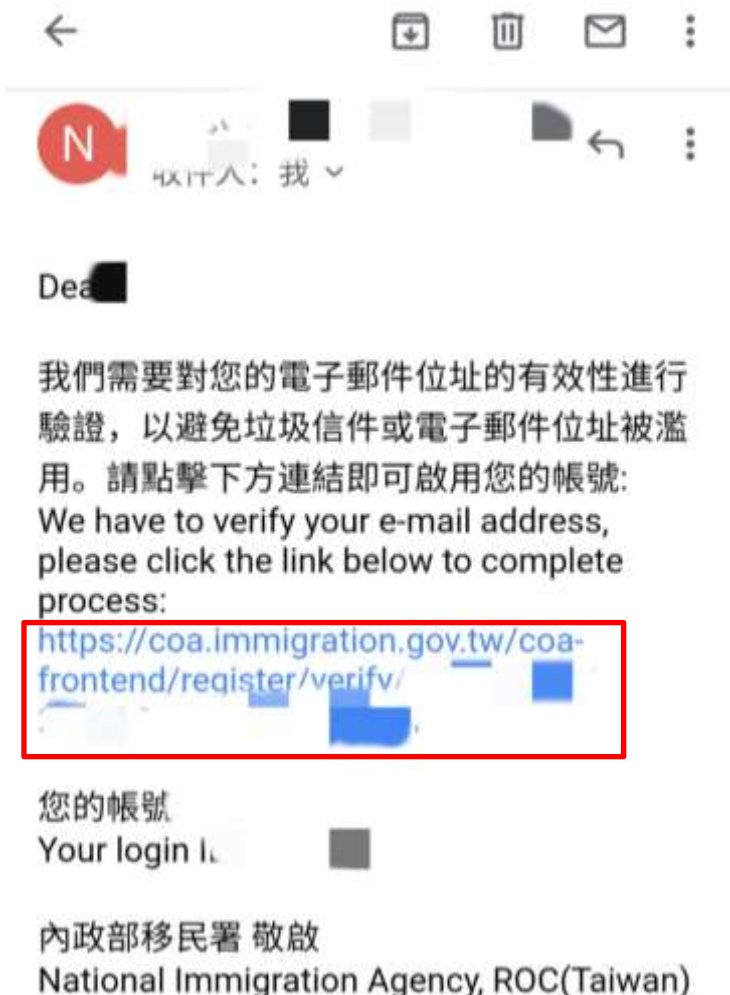 N
收件人: 我
我們需要對您的電子郵件位址的有效性進行
驗證，以避免垃圾信件或電子郵件位址被濫
用。請點擊下方連結即可啟用您的帳號:
We have to verify your e-mail address,
please click the link below to complete
process:
https://coa.immigration.gov.tw/coa-
frontend/register/verify/
您的帳號
Your login
內政部移民署 敬啟
National Immigration Agency, ROC(Taiwan)